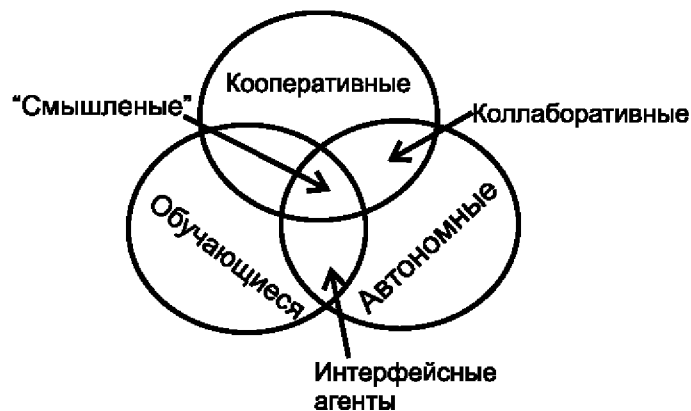 Кооперативные
"Смышленые"
Коллаборативные
Обучающиеся
Автономные
Интерфейсные
агенты